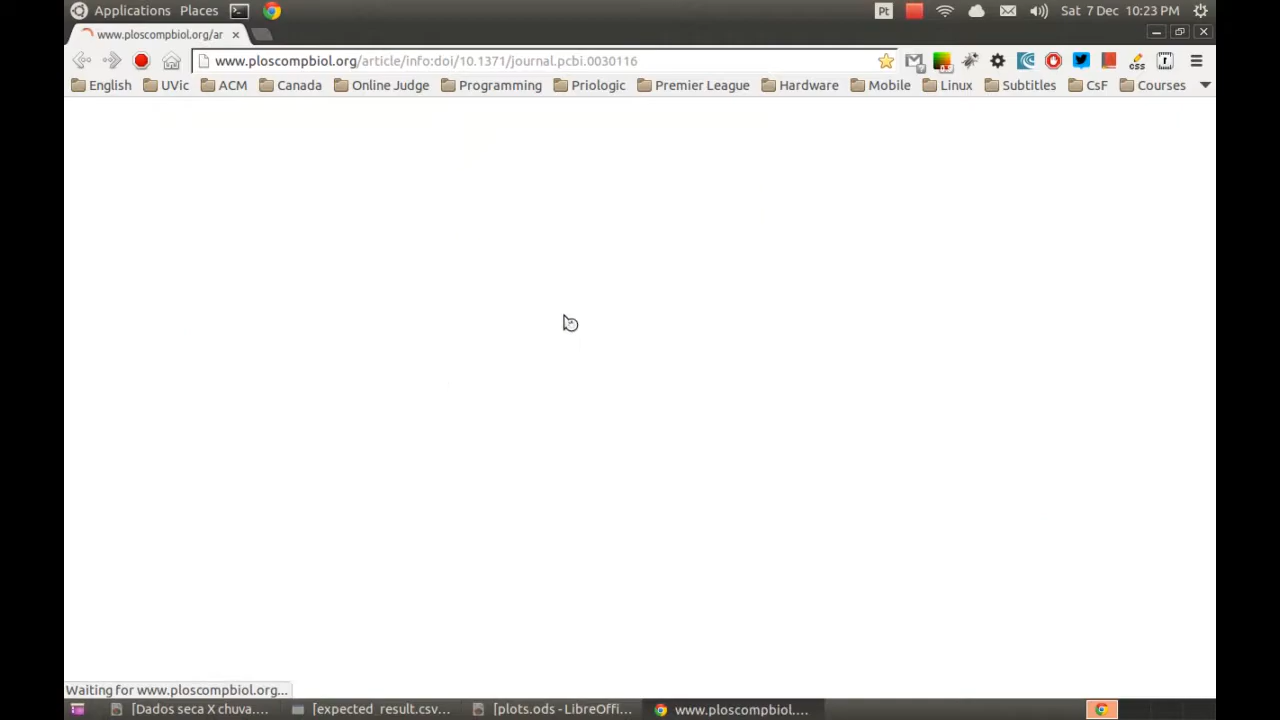 Applications Places Pt Sat 7 Dec 10:23 PM
www.ploscompbiol.org/ar
www.ploscompbiol.org/article/info:doi/10.1371/journal.pcbi.0030116
English UVic ACM Canada Online Judge Programming Priologic Premier League Hardware Mobile Linux Subtitles CsF Courses
Waiting for www.ploscompbiol.org...
[Dados seca X chuva.... [expected_result.csv... [plots.ods - LibreOffi... www.ploscompbiol....